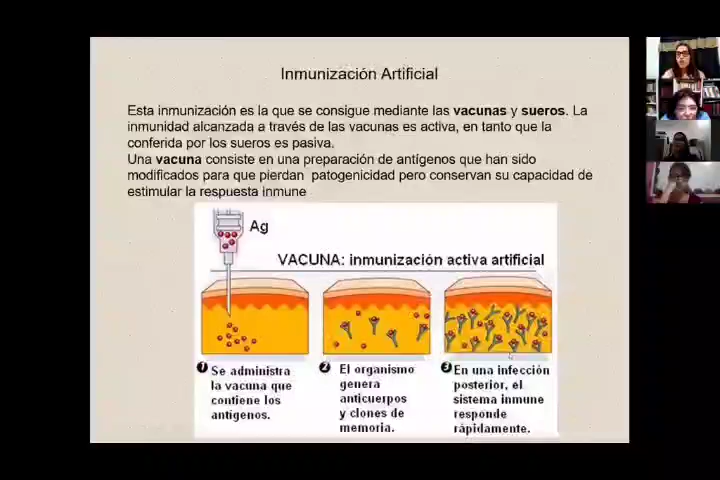 Inmunización Artificial
Esta inmunización es la que se consigue mediante las vacunas y sueros. La
inmunidad alcanzada a través de las vacunas es activa, en tanto que la
conferida por los sueros es pasiva.
Una vacuna consiste en una preparación de antígenos que han sido
modificados para que pierdan patogenicidad pero conservan su capacidad de
estimular la respuesta inmune
Ag
VACUNA: inmunización activa artificial
1 Se administra
la vacuna que
contiene los
antígenos.
2 El organismo
genera
anticuerpos
y clones de
memoria.
3 En una infección
posterior, el
sistema inmune
responde
rápidamente.